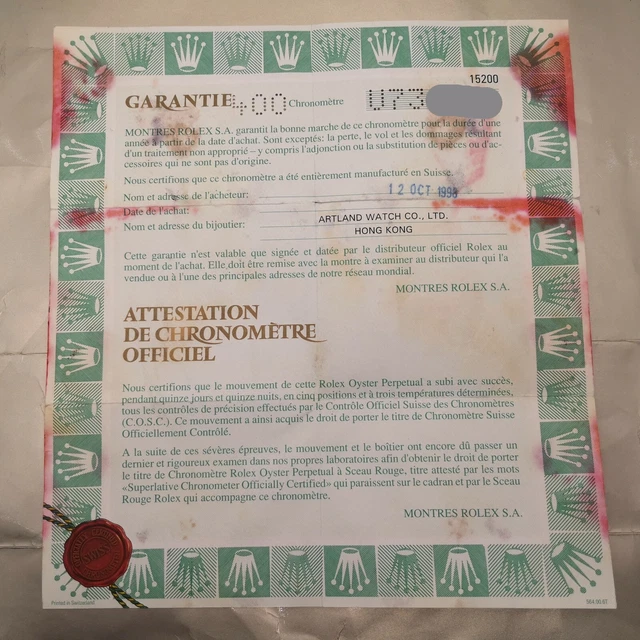 15200
GARANTIE 400 Chronomètre U73
MONTRES ROLEX S.A. garantit la bonne marche de ce chronomètre pour la durée d'une
année à partir de la date d'achat. Sont exceptés: la perte, le vol et les dommages résultant
d'un traitement non approprié – y compris l'adjonction ou la substitution de pièces ou d'ac-
cessoires qui ne sont pas d'origine.
Nous certifions que ce chronomètre a été entièrement manufacturé en Suisse.
Nom et adresse de l'acheteur: 12 OCT 1998
Date de l'achat:
ARTLAND WATCH CO., LTD.
Nom et adresse du bijoutier: HONG KONG
Cette garantie n'est valable que signée et datée par le distributeur officiel Rolex au
moment de l'achat. Elle doit être remise avec la montre à examiner au distributeur qui l'a
vendue ou à l'une des principales adresses de notre réseau mondial.
MONTRES ROLEX S.A.
ATTESTATION
DE CHRONOMÈTRE
OFFICIEL
Nous certifions que le mouvement de cette Rolex Oyster Perpetual a subi avec succès,
pendant quinze jours et quinze nuits, en cinq positions et à trois températures déterminées,
tous les contrôles de précision effectués par le Contrôle Officiel Suisse des Chronomètres
(C.O.S.C.). Ce mouvement a ainsi acquis le droit de porter le titre de Chronomètre Suisse
Officiellement Contrôlé.
A la suite de ces sévères épreuves, le mouvement et le boîtier ont encore dû passer un
dernier et rigoureux examen dans nos propres laboratoires afin d'obtenir le droit de porter
le titre de Chronomètre Rolex Oyster Perpetual à Sceau Rouge, titre attesté par les mots
«Superlative Chronometer Officially Certified» qui paraissent sur le cadran et par le Sceau
Rouge Rolex qui accompagne ce chronomètre.
MONTRES ROLEX S.A.
Printed in Switzerland